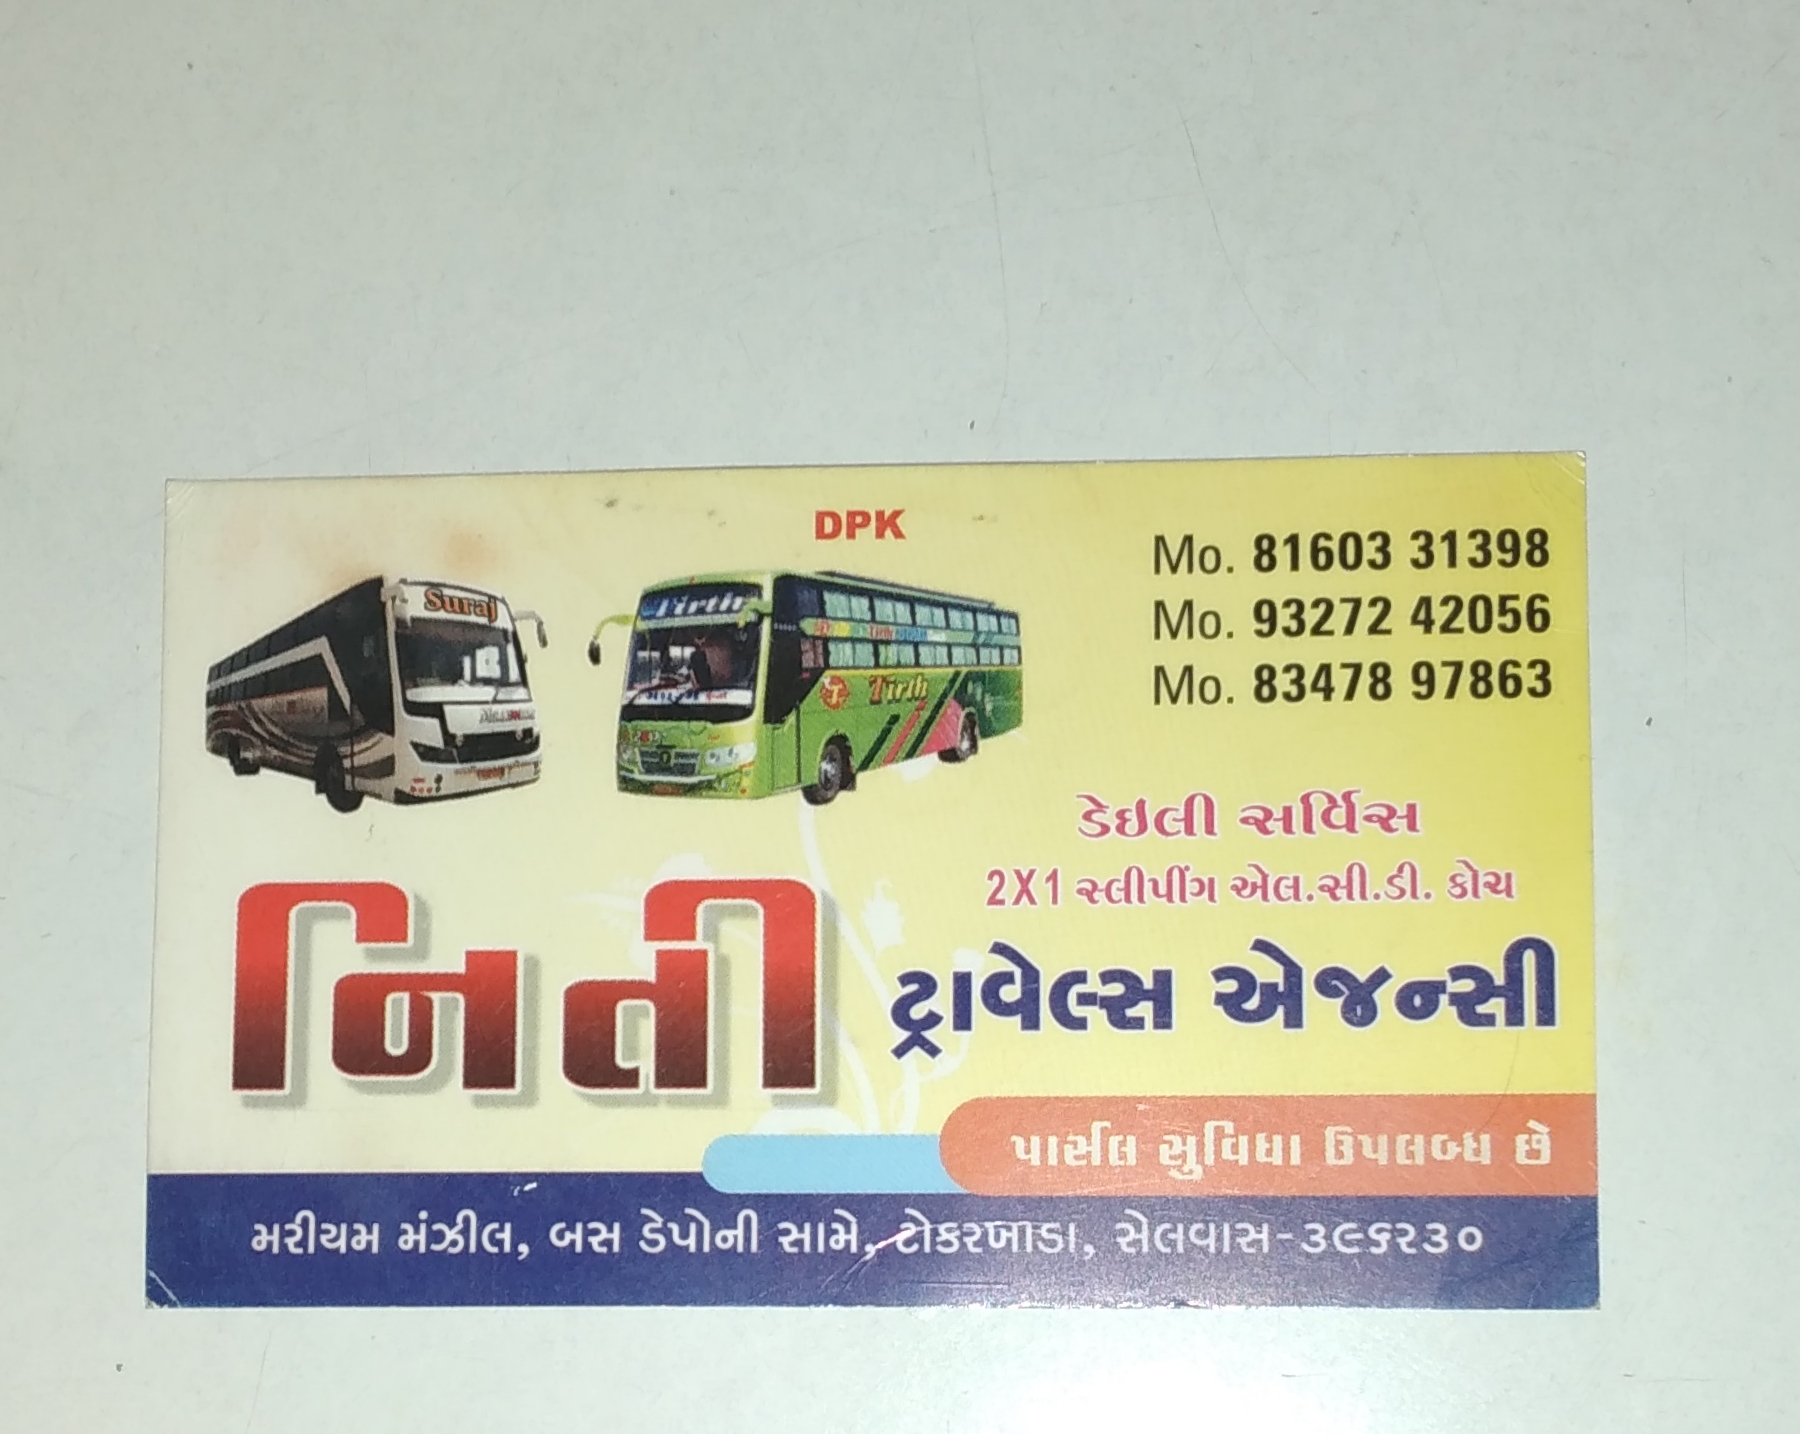 DPK
Mo. 81603 31398
Mo. 93272 42056
Mo. 83478 97863
Suraj
Tirth
Tirth
ડેઇલી સર્વિસ
2X1 સ્લીપીંગ એલ.સી.ડી. કોચ
નિતી ટ્રાવેલ્સ એજન્સી
પાર્સલ સુવિધા ઉપલબ્ધ છે
મરીયમ મંઝીલ, બસ ડેપોની સામે, ટોકરખાડા, સેલવાસ-૩૯૬૨૩૦